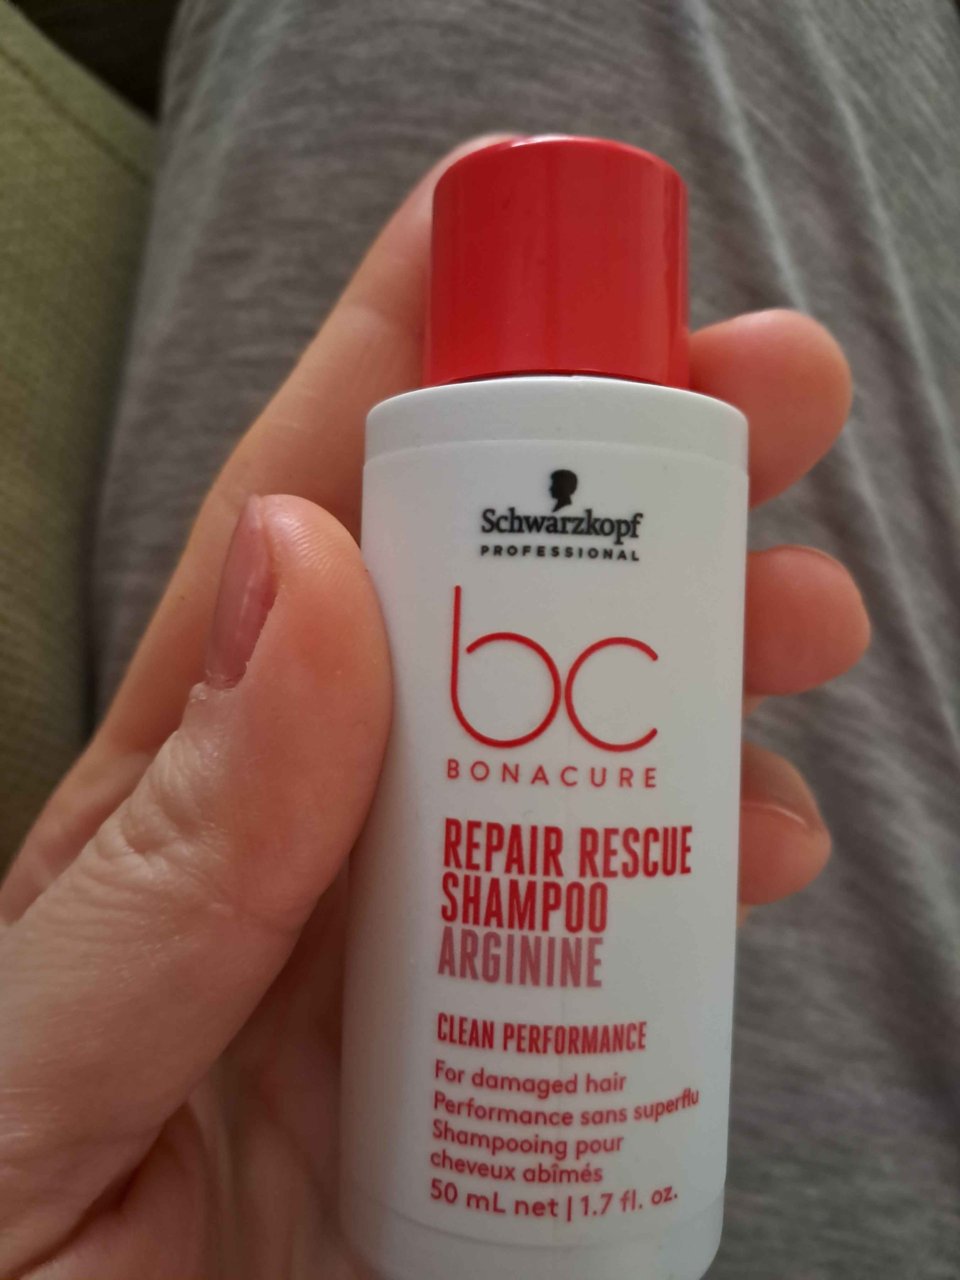 Schwarzkopf
PROFESSIONAL
bc
BONACURE
REPAIR RESCUE
SHAMPOO
ARGININE
CLEAN PERFORMANCE
For damaged hair
Performance sans superflu
Shampooing pour
cheveux abîmés
50 mL net | 1.7 fl. oz.